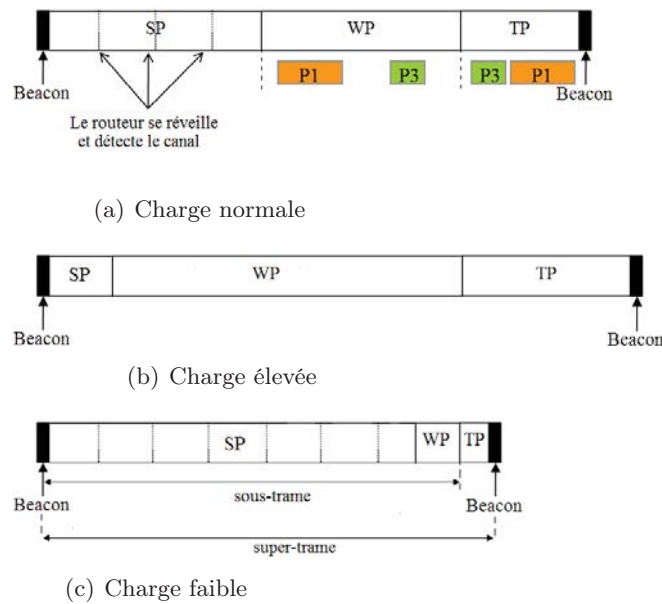 SP WP TP
P1 P3 P3 P1
Beacon Beacon
Le routeur se réveille
et détecte le canal
(a) Charge normale
SP WP TP
Beacon Beacon
(b) Charge élevée
SP WP TP
sous-trame
Beacon Beacon
super-trame
(c) Charge faible